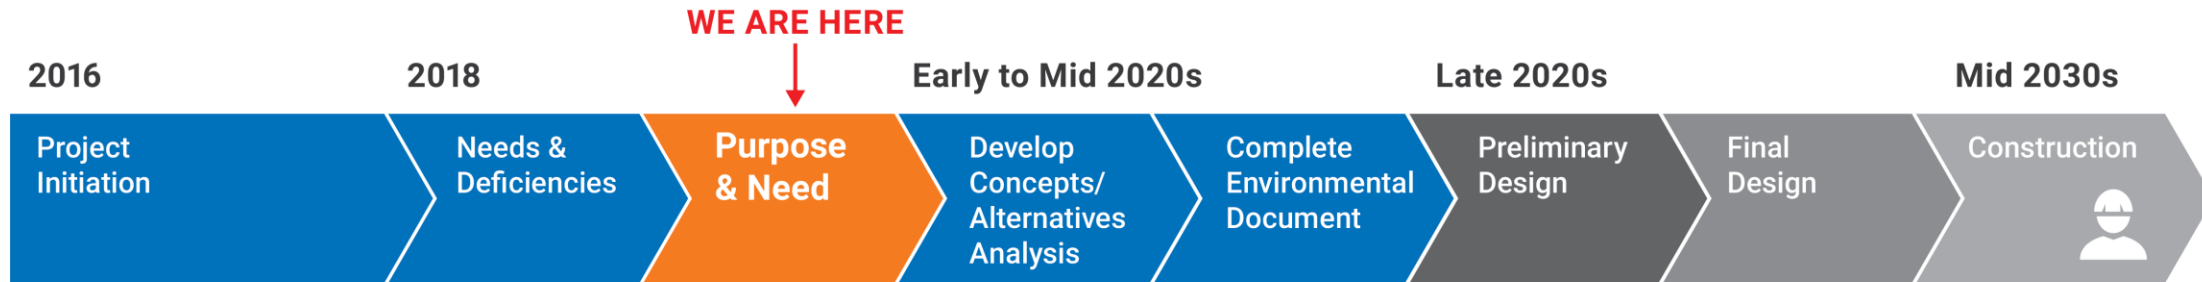 WE ARE HERE
2016
2018
Early to Mid 2020s
Late 2020s
Mid 2030s
Project
Initiation
Needs &
Deficiencies
Purpose
& Need
Develop
Concepts/
Alternatives
Analysis
Complete
Environmental
Document
Preliminary
Design
Final
Design
Construction